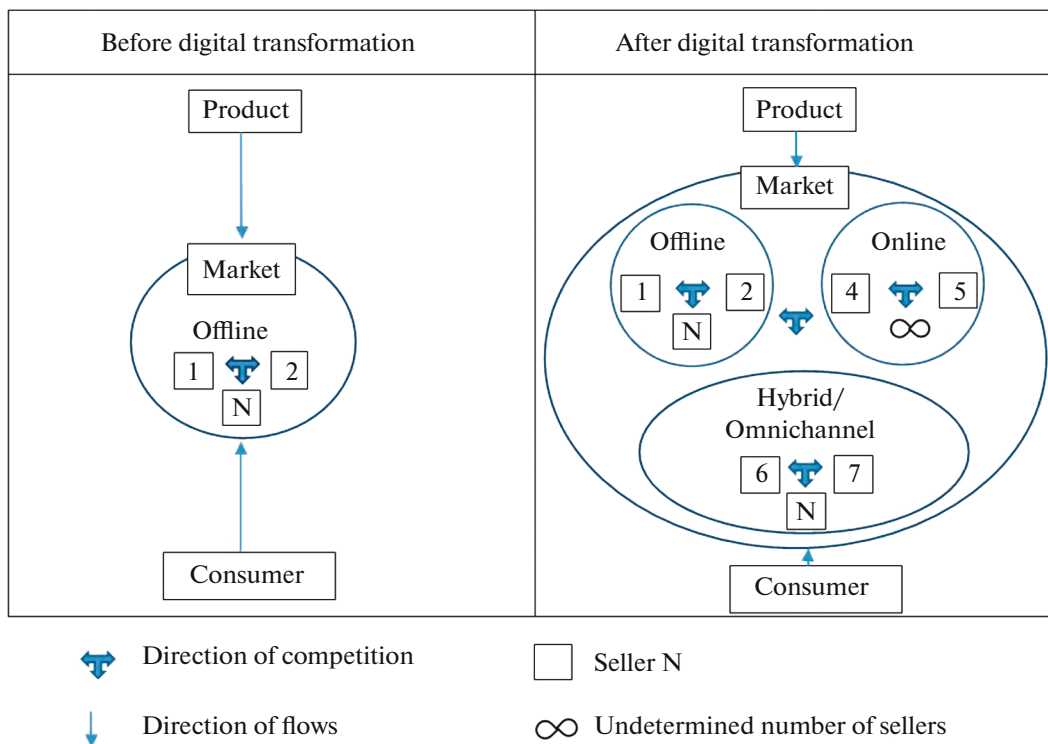 Before digital transformation
After digital transformation
Product
Market
Offline
1 2
N
Consumer
Product
Market
Offline
1 2
N
Online
4 5
∞
Hybrid/
Omnichannel
6 7
N
Consumer
Direction of competition
Seller N
Direction of flows
∞ Undetermined number of sellers